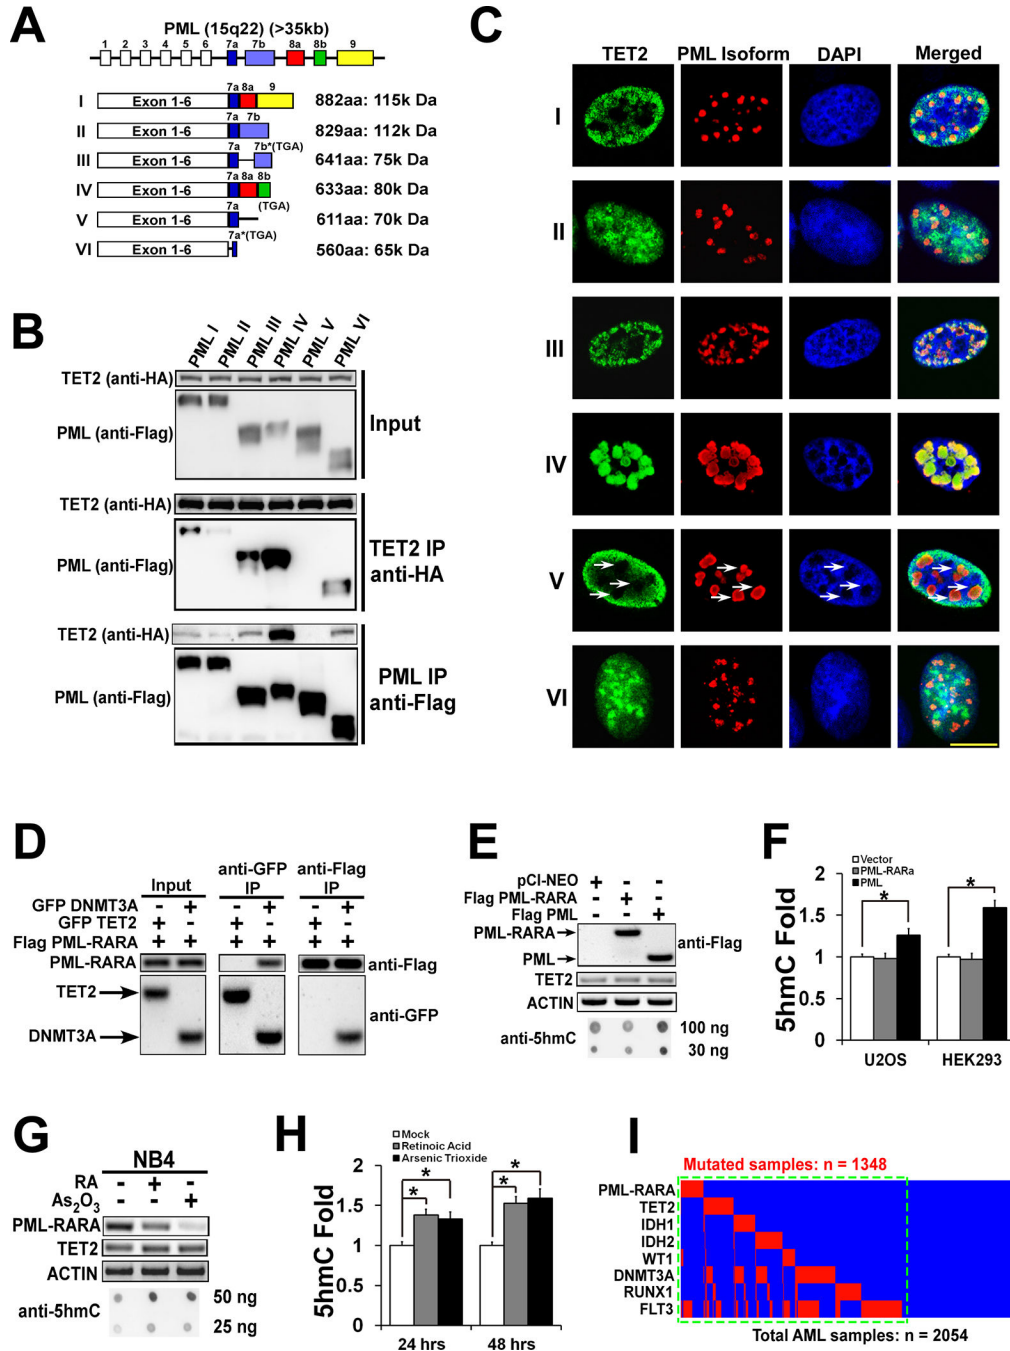 A
PML (15q22) (>35kb)
1 2 3 4 5 6 7a 7b 8a 8b 9
7a 8a 9
I Exon 1-6 882aa: 115k Da
7a 7b
II Exon 1-6 829aa: 112k Da
7a 7b*(TGA)
III Exon 1-6 641aa: 75k Da
7a 8a 8b
IV Exon 1-6 633aa: 80k Da
7a (TGA)
V Exon 1-6 611aa: 70k Da
7a*(TGA)
VI Exon 1-6 560aa: 65k Da
B
PML I PML II PML III PML IV PML V PML VI
TET2 (anti-HA)
PML (anti-Flag)
Input
TET2 (anti-HA)
PML (anti-Flag)
TET2 IP
anti-HA
TET2 (anti-HA)
PML (anti-Flag)
PML IP
anti-Flag
C
TET2 PML Isoform DAPI Merged
I
II
III
IV
V
VI
D
Input anti-GFP IP anti-Flag IP
GFP DNMT3A - + - + - +
GFP TET2 + - + - + -
Flag PML-RARA + + + + + +
PML-RARA anti-Flag
TET2
DNMT3A
anti-GFP
E
pCI-NEO + - -
Flag PML-RARA - + -
Flag PML - - +
PML-RARA
PML
anti-Flag
TET2
ACTIN
anti-5hmC 100 ng
30 ng
F
5hmC Fold
2
1.5
1
0.5
0
Vector
PML-RARa
PML
* *
U2OS HEK293
G
NB4
RA - + -
As2O3 - - +
PML-RARA
TET2
ACTIN
anti-5hmC 50 ng
25 ng
H
5hmC Fold
2
1.5
1
0.5
0
Mock
Retinoic Acid
Arsenic Trioxide
* * * *
24 hrs 48 hrs
I
Mutated samples: n = 1348
PML-RARA
TET2
IDH1
IDH2
WT1
DNMT3A
RUNX1
FLT3
Total AML samples: n = 2054